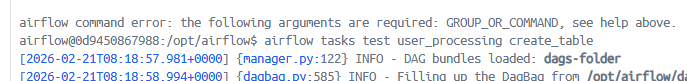 airflow command error: the following arguments are required: GROUP_OR_COMMAND, see help above.
airflow@0d9450867988:/opt/airflow$ airflow tasks test user_processing create_table
[2026-02-21T08:18:57.981+0000] {manager.py:122} INFO - DAG bundles loaded: dags-folder
[2026-02-21T08:18:58.994+0000] {dagbag.py:585} INFO - Filling up the DagBag from /opt/airflow/da